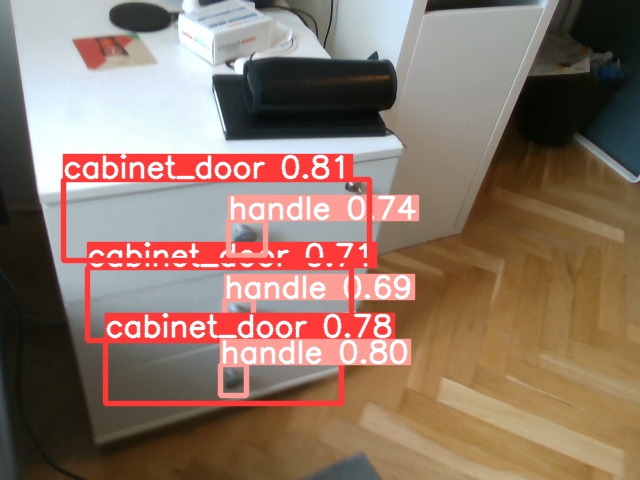 cabinet_door 0.81
handle 0.74
cabinet_door 0.71
handle 0.69
cabinet_door 0.78
handle 0.80